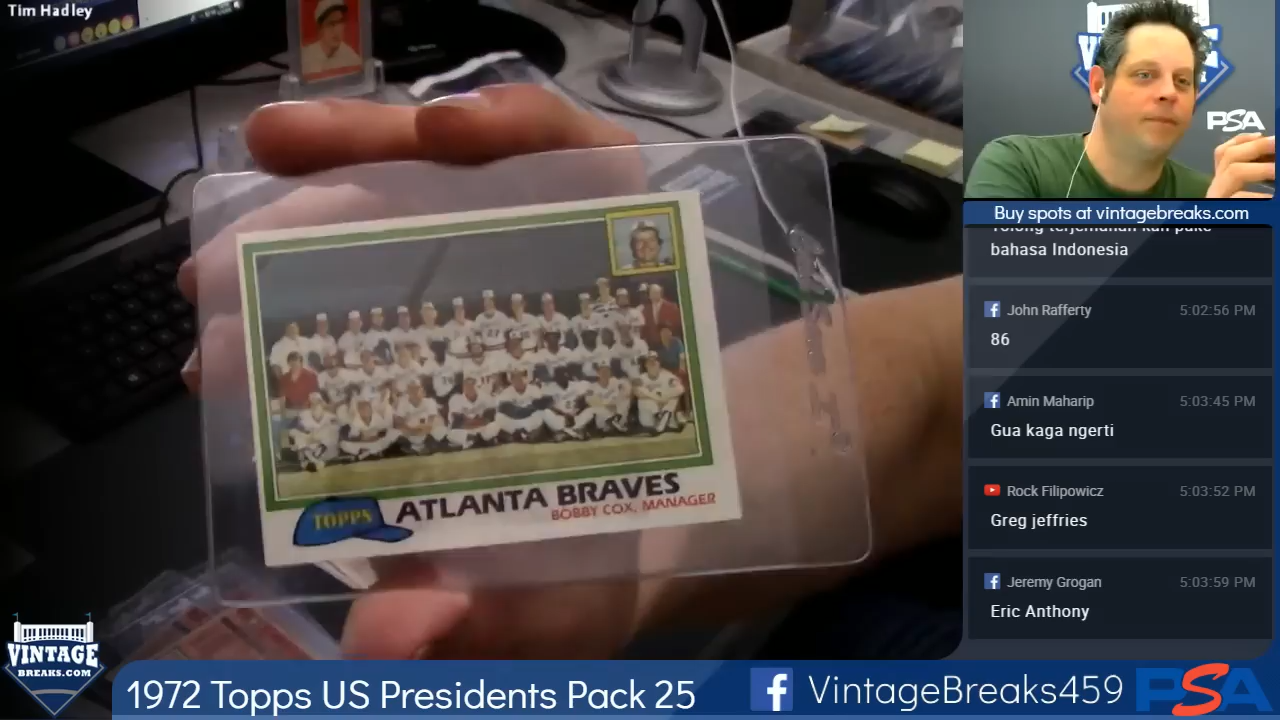 Tim Hadley
PSA
Buy spots at vintagebreaks.com
bahasa Indonesia
John Rafferty 5:02:56 PM
86
Amin Maharip 5:03:45 PM
Gua kaga ngerti
Rock Filipowicz 5:03:52 PM
Greg jeffries
Jeremy Grogan 5:03:59 PM
Eric Anthony
TOPPS
ATLANTA BRAVES
BOBBY COX, MANAGER
VINTAGE
BREAKS.COM
1972 Topps US Presidents Pack 25
VintageBreaks459
PSA